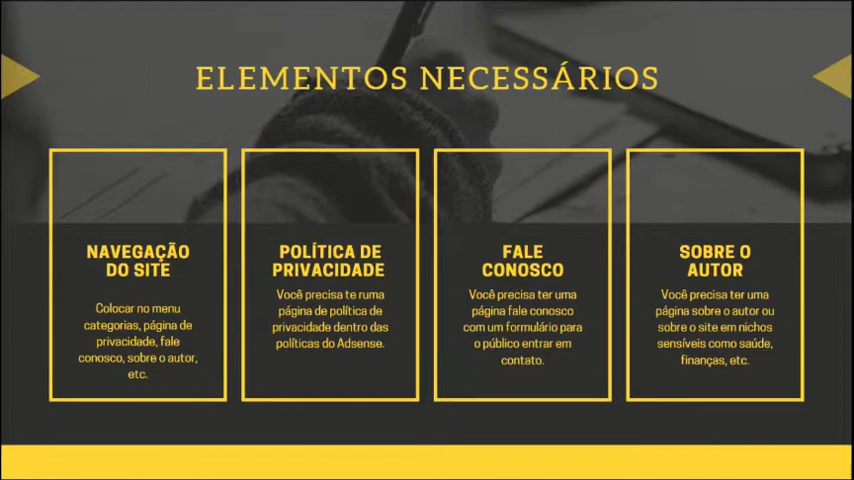 ELEMENTOS NECESSÁRIOS
NAVEGAÇÃO
DO SITE
Colocar no menu
categorias, página de
privacidade, fale
conosco, sobre o autor,
etc.
POLÍTICA DE
PRIVACIDADE
Você precisa te ruma
página de política de
privacidade dentro das
políticas do Adsense.
FALE
CONOSCO
Você precisa ter uma
página fale conosco
com um formulário para
o público entrar em
contato.
SOBRE O
AUTOR
Você precisa ter uma
página sobre o autor ou
sobre o site em nichos
sensíveis como saúde,
finanças, etc.